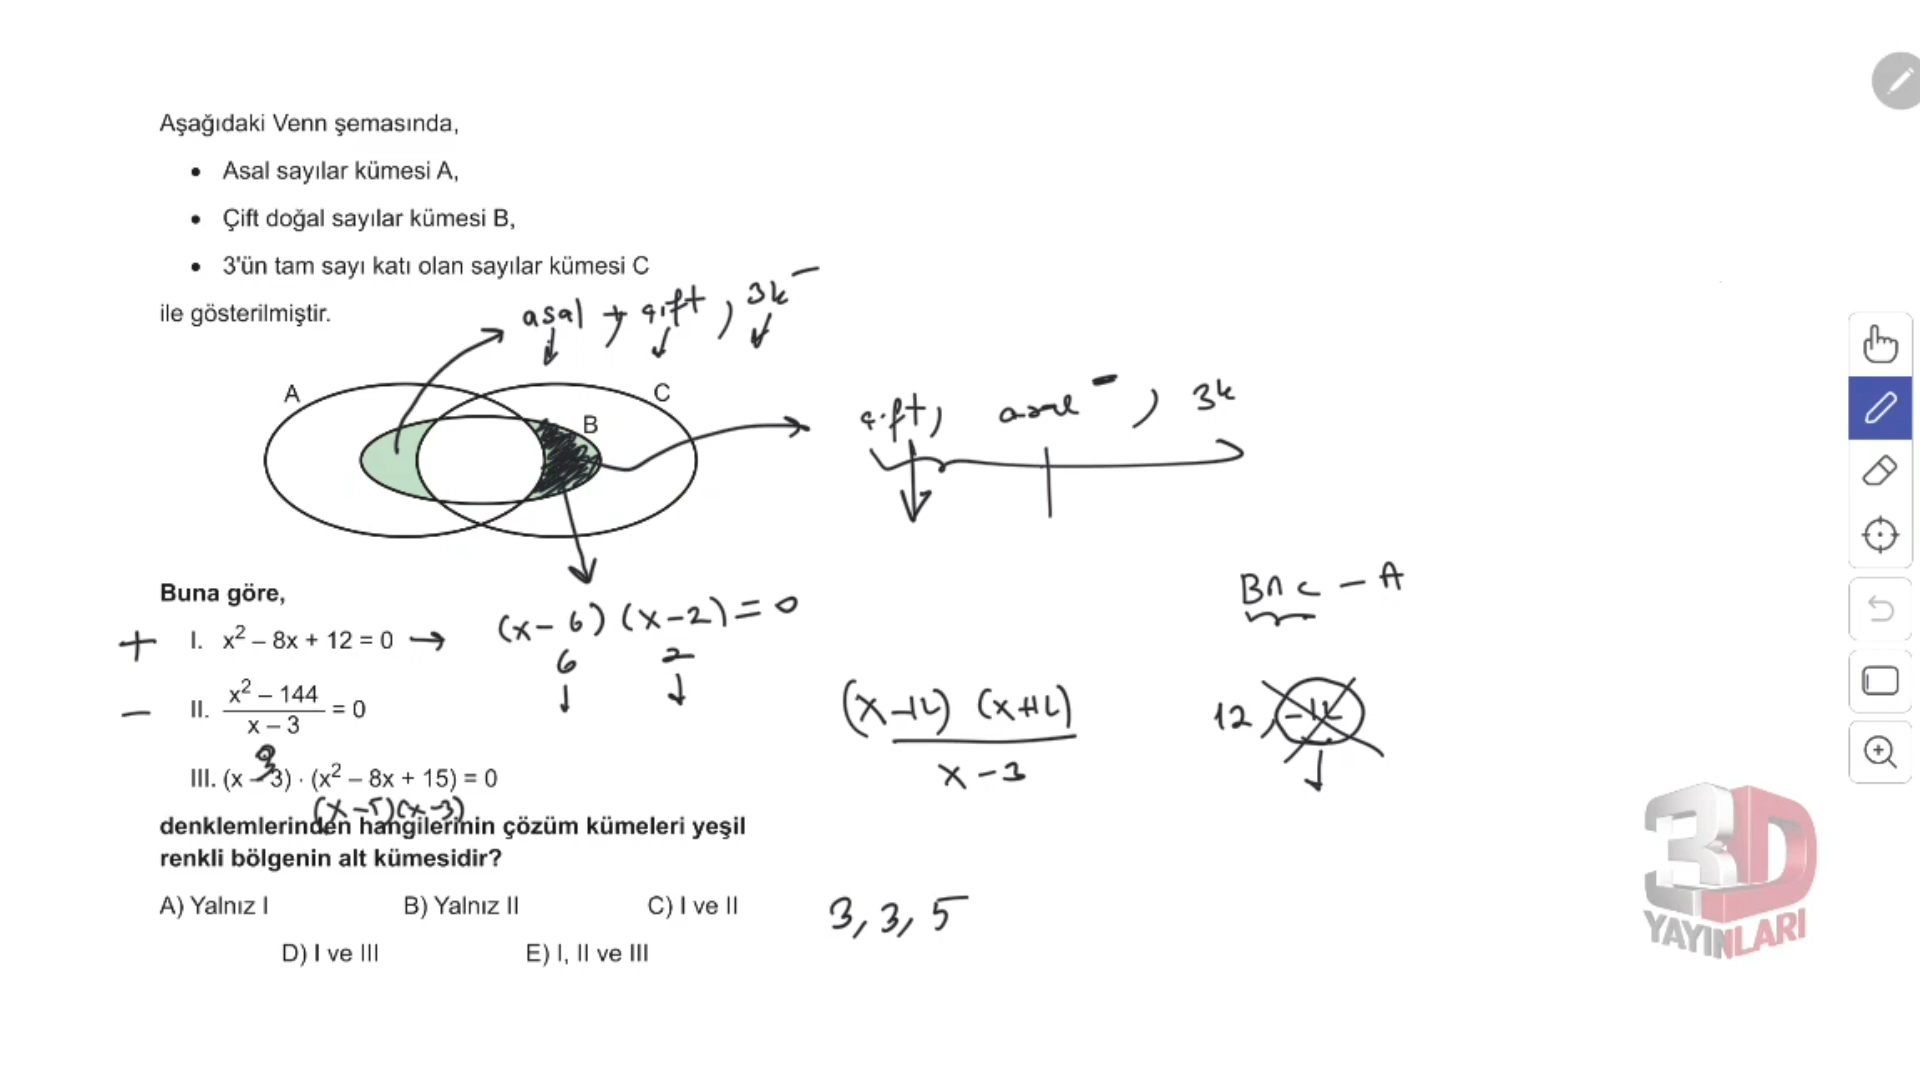 Aşağıdaki Venn şemasında,
• Asal sayılar kümesi A,
• Çift doğal sayılar kümesi B,
• 3'ün tam sayı katı olan sayılar kümesi C
ile gösterilmiştir.
asal, çift, 3k
A
C
B
çift, asal, 3k
Buna göre,
B∩C – A
+ I. x² – 8x + 12 = 0 → (x – 6) (x – 2) = 0
6 2
– II. (x² – 144) / (x – 3) = 0
(x–12) (x+12) / x – 3
12, –12
III. (x – 3) · (x² – 8x + 15) = 0
3
(x – 5)(x – 3)
denklemlerinden hangilerinin çözüm kümeleri yeşil
renkli bölgenin alt kümesidir?
A) Yalnız I B) Yalnız II C) I ve II
3, 3, 5
D) I ve III E) I, II ve III
3D
YAYINLARI